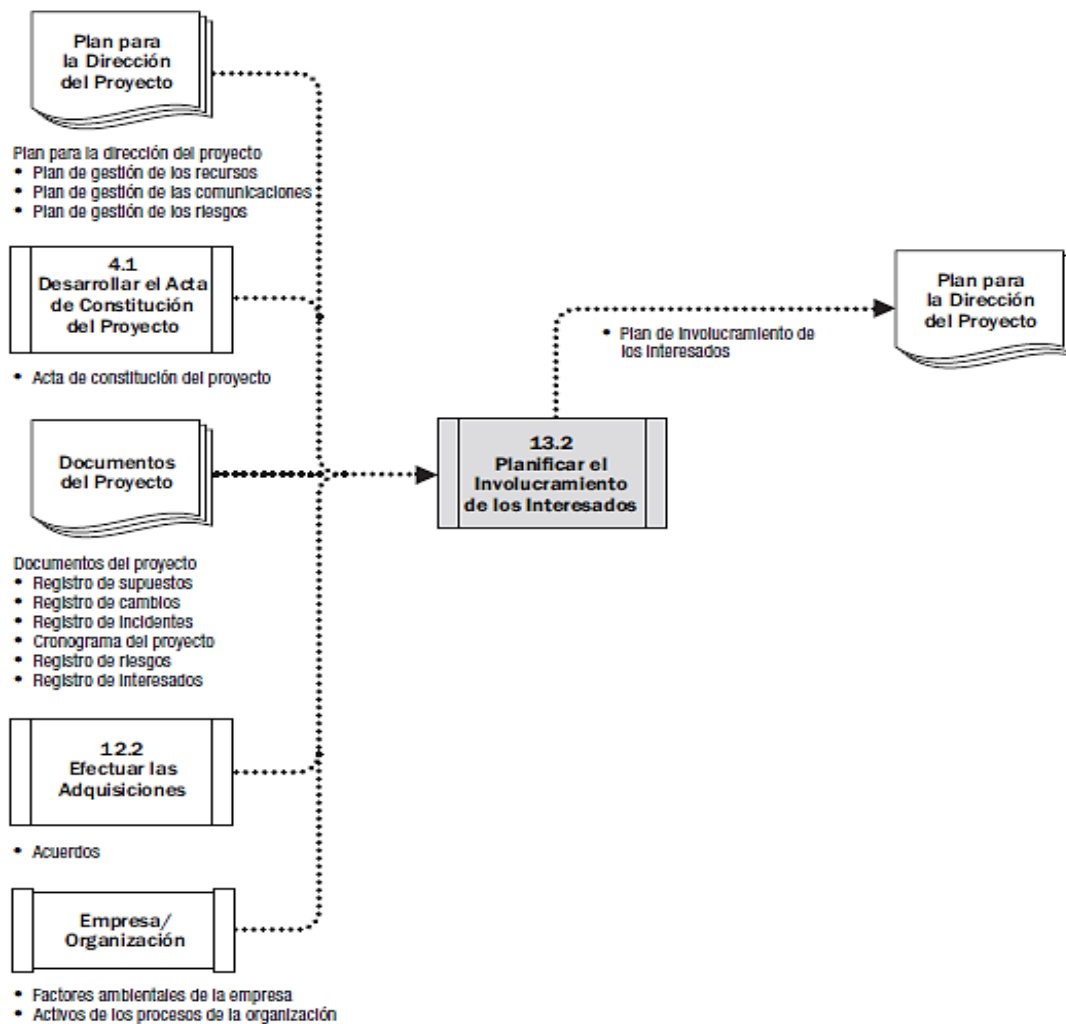 Plan para
la Dirección
del Proyecto
Plan para la dirección del proyecto
• Plan de gestión de los recursos
• Plan de gestión de las comunicaciones
• Plan de gestión de los riesgos
4.1
Desarrollar el Acta
de Constitución
del Proyecto
• Acta de constitución del proyecto
Documentos
del Proyecto
Documentos del proyecto
• Registro de supuestos
• Registro de cambios
• Registro de incidentes
• Cronograma del proyecto
• Registro de riesgos
• Registro de interesados
12.2
Efectuar las
Adquisiciones
• Acuerdos
Empresa/
Organización
• Factores ambientales de la empresa
• Activos de los procesos de la organización
13.2
Planificar el
Involucramiento
de los Interesados
• Plan de involucramiento de
los interesados
Plan para
la Dirección
del Proyecto